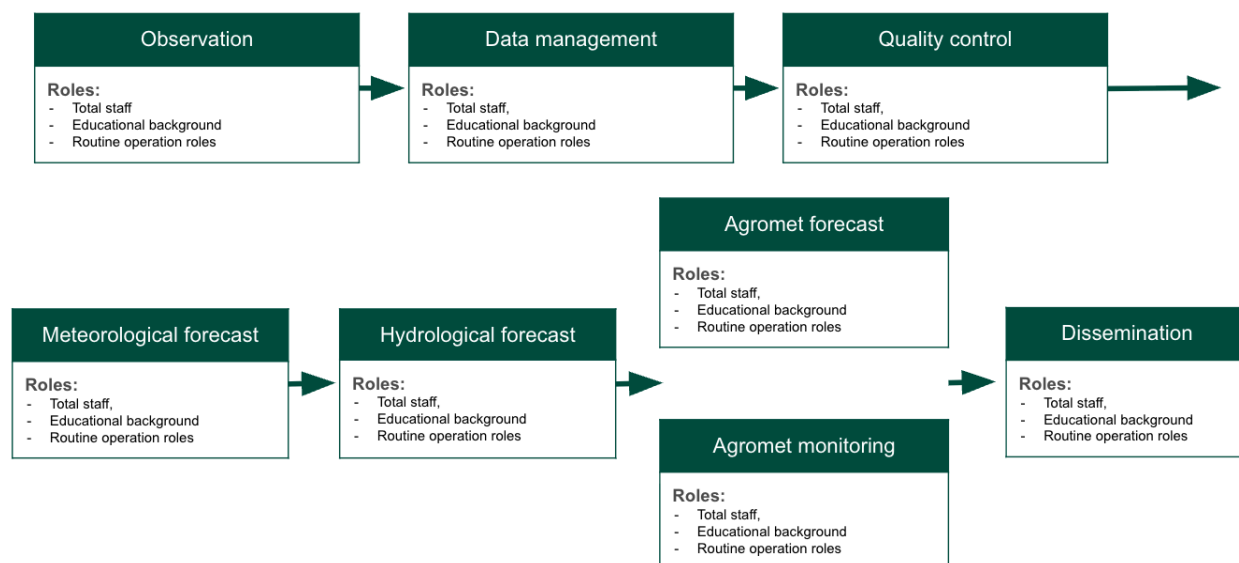 Observation
Roles:
- Total staff
- Educational background
- Routine operation roles
Data management
Roles:
- Total staff,
- Educational background
- Routine operation roles
Quality control
Roles:
- Total staff,
- Educational background
- Routine operation roles
Meteorological forecast
Roles:
- Total staff,
- Educational background
- Routine operation roles
Hydrological forecast
Roles:
- Total staff,
- Educational background
- Routine operation roles
Agromet forecast
Roles:
- Total staff,
- Educational background
- Routine operation roles
Agromet monitoring
Roles:
- Total staff,
- Educational background
- Routine operation roles
Dissemination
Roles:
- Total staff,
- Educational background
- Routine operation roles